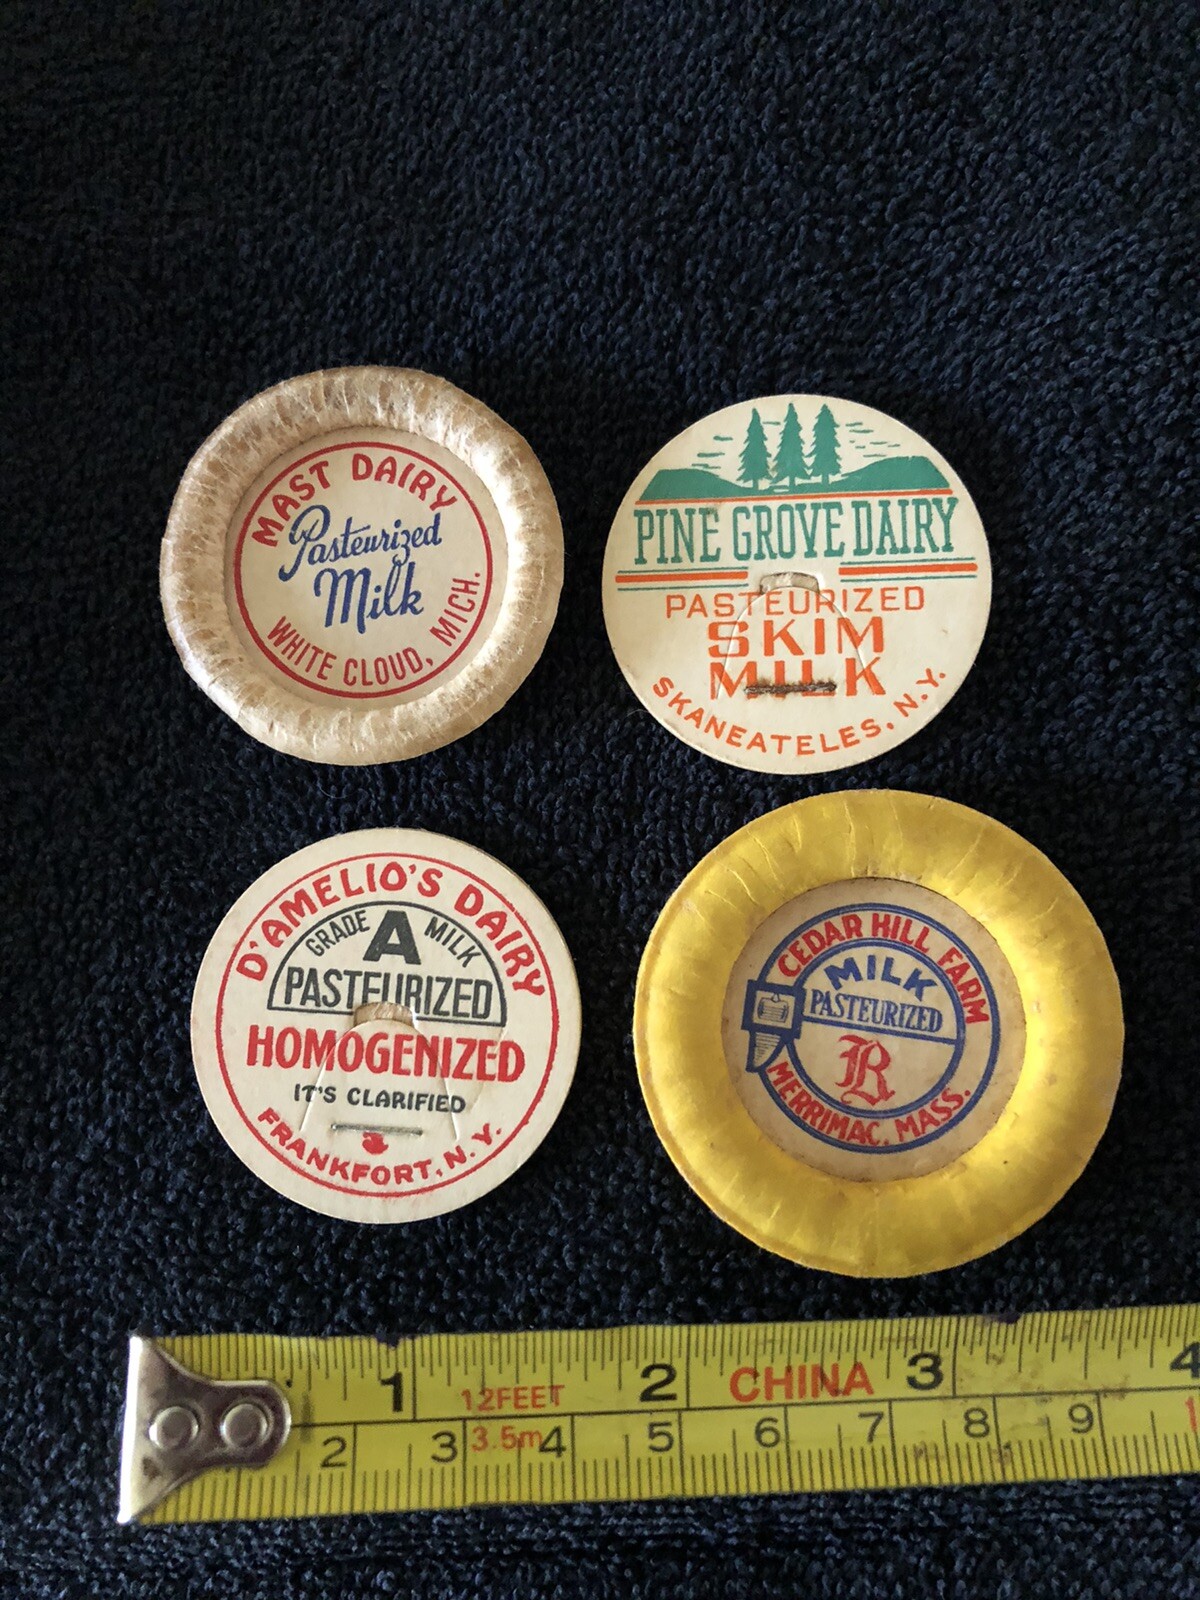 MAST DAIRY
Pasteurized
Milk
WHITE CLOUD, MICH.
PINE GROVE DAIRY
PASTEURIZED
SKIM
MILK
SKANEATELES, N.Y.
D'AMELIO'S DAIRY
GRADE A MILK
PASTEURIZED
HOMOGENIZED
IT'S CLARIFIED
FRANKFORT, N.Y.
CEDAR HILL FARM
MILK
PASTEURIZED
R
MERRIMAC, MASS.
1 12FEET 2 CHINA 3 4
2 3 3.5m 4 5 6 7 8 9 1